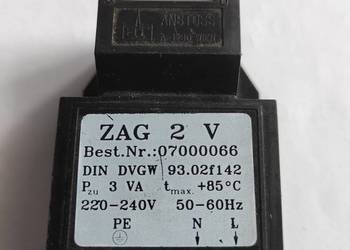 ANSTOSS
ZAG 2 V
Best.Nr.:07000066
DIN DVGW 93.02f142
Pzu 3 VA tmax. +85°C
220-240V 50-60Hz
PE N L